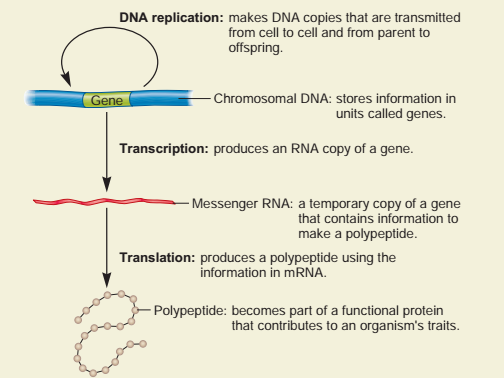 DNA replication: makes DNA copies that are transmitted
from cell to cell and from parent to
offspring.
Gene
Chromosomal DNA: stores information in
units called genes.
Transcription: produces an RNA copy of a gene.
Messenger RNA: a temporary copy of a gene
that contains information to
make a polypeptide.
Translation: produces a polypeptide using the
information in mRNA.
Polypeptide: becomes part of a functional protein
that contributes to an organism's traits.